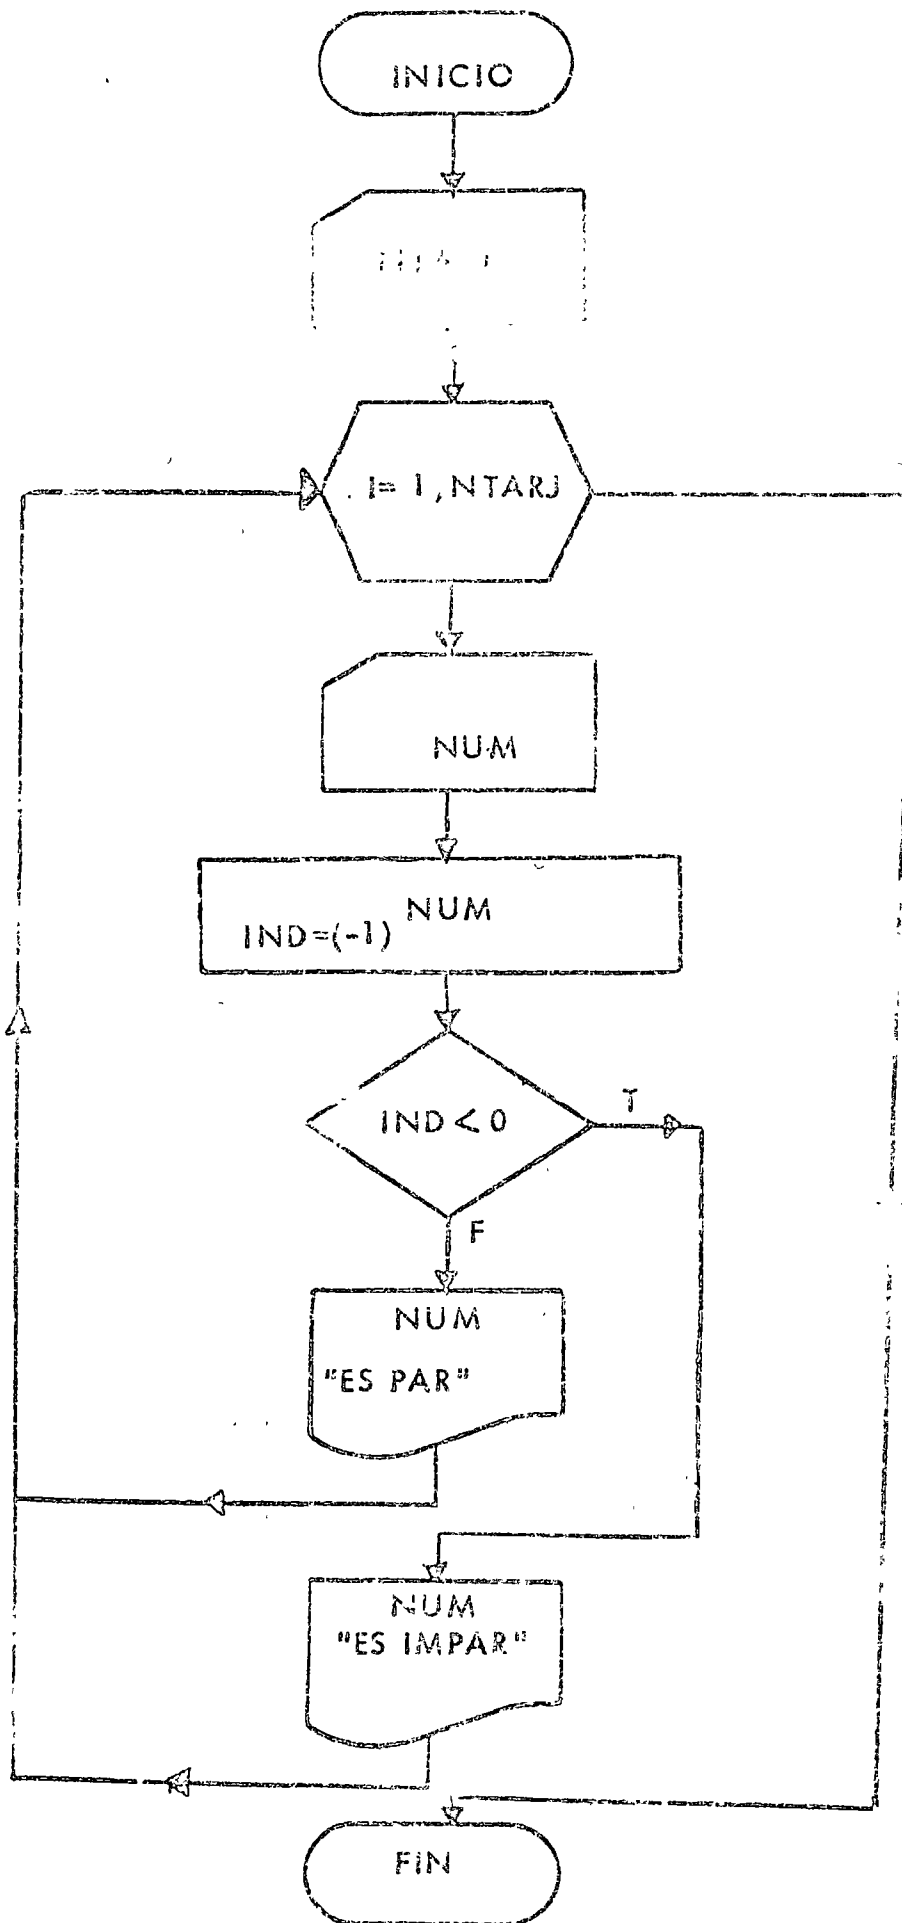 INICIO
I= 1, NTARJ
NUM
NUM
IND=(-1)
IND < 0
T
F
NUM
"ES PAR"
NUM
"ES IMPAR"
FIN